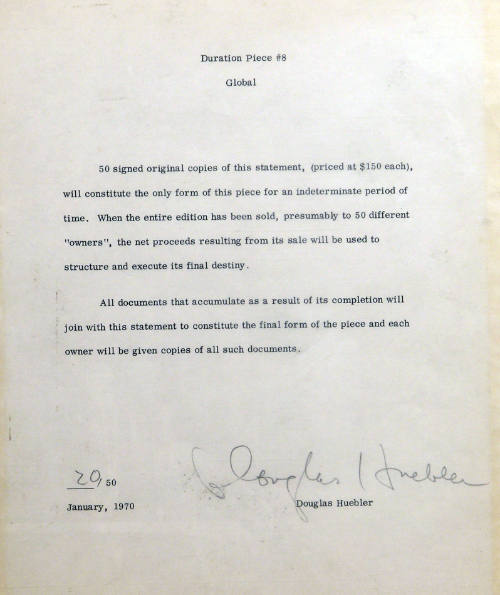 Duration Piece #8
Global
50 signed original copies of this statement, (priced at $150 each),
will constitute the only form of this piece for an indeterminate period of
time. When the entire edition has been sold, presumably to 50 different
"owners", the net proceeds resulting from its sale will be used to
structure and execute its final destiny.
All documents that accumulate as a result of its completion will
join with this statement to constitute the final form of the piece and each
owner will be given copies of all such documents.
20/50
Douglas Huebler
January, 1970
Douglas Huebler